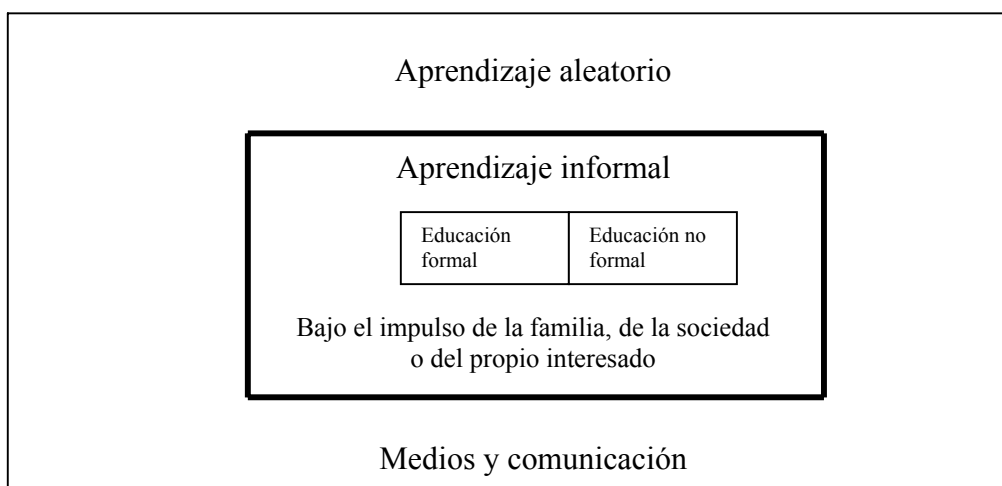 Aprendizaje aleatorio
Aprendizaje informal
Educación
formal
Educación no
formal
Bajo el impulso de la familia, de la sociedad
o del propio interesado
Medios y comunicación